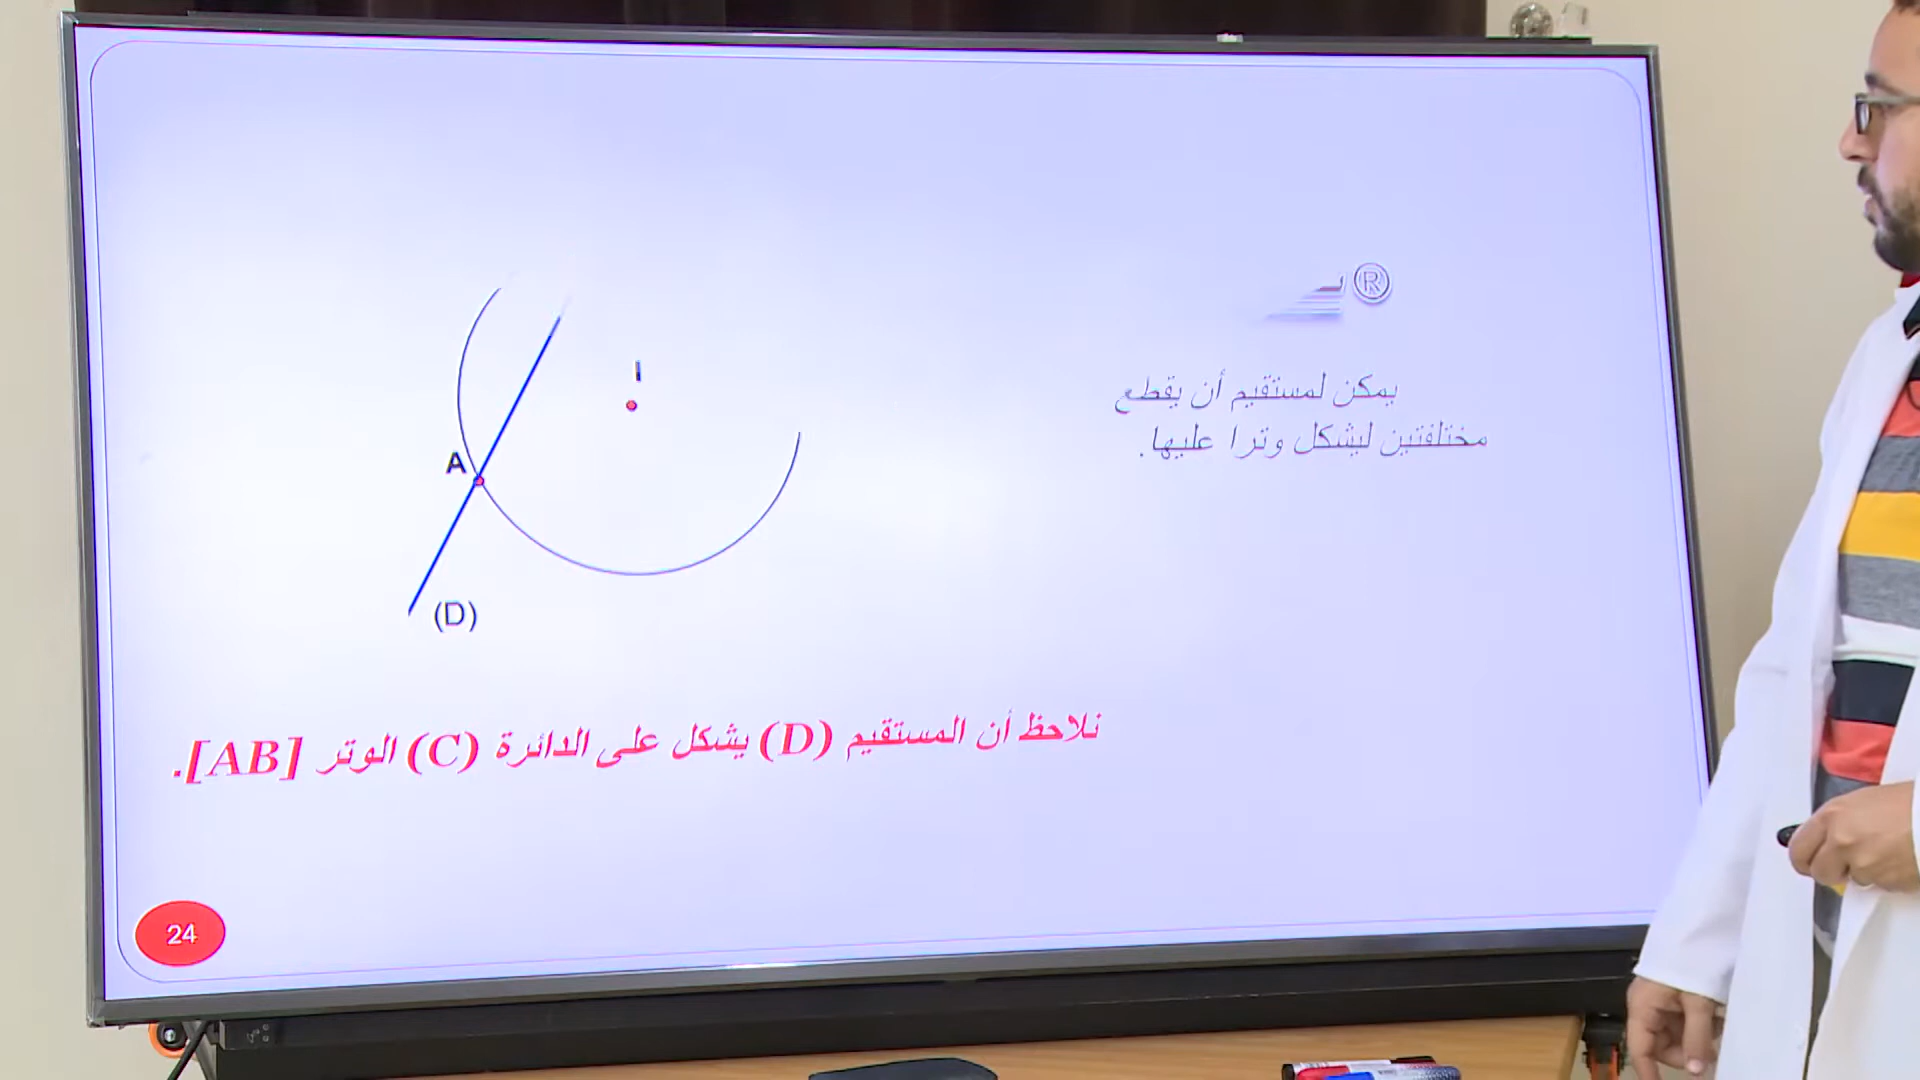 ®
يمكن لمستقيم أن يقطع
مختلفتين ليشكل وترا عليها.
I
A
(D)
نلاحظ أن المستقيم (D) يشكل على الدائرة (C) الوتر [AB].
24